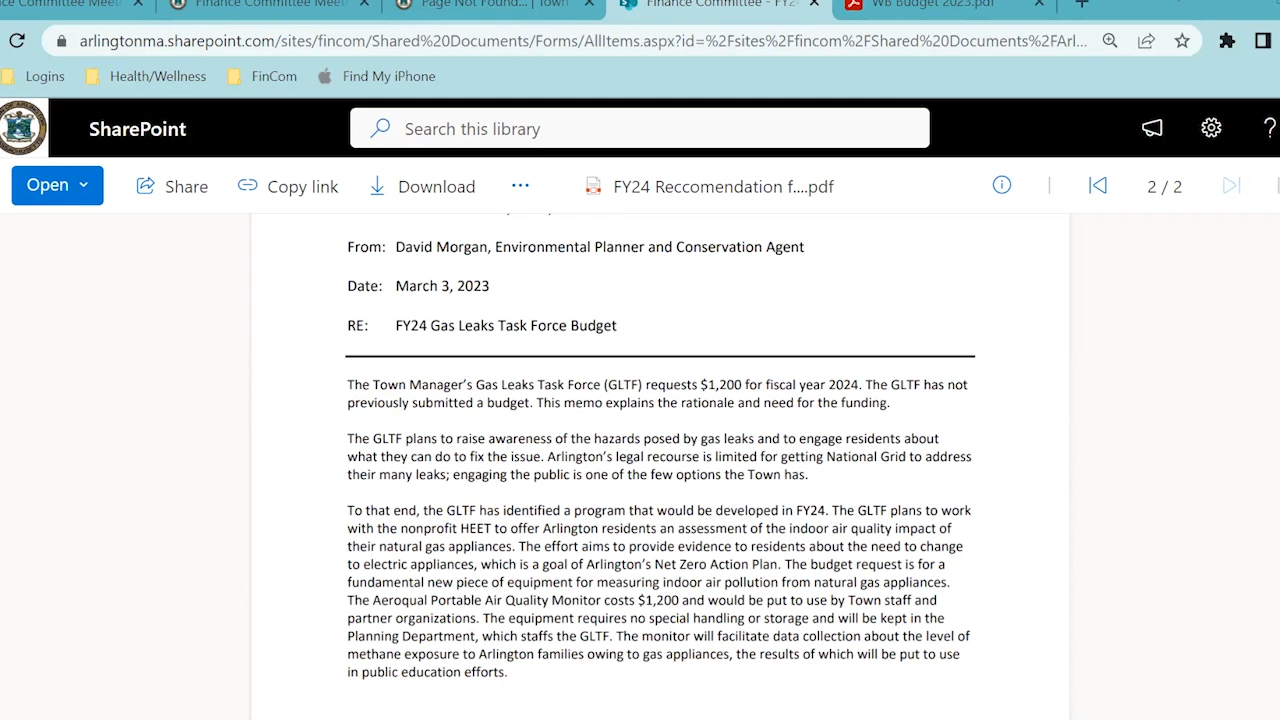 ce Committee Meeti
Finance Committee Meeti
Page Not Found... | Town
Finance Committee - FY24
WB Budget 2023.pdf
arlingtonma.sharepoint.com/sites/fincom/Shared%20Documents/Forms/AllItems.aspx?id=%2Fsites%2Ffincom%2FShared%20Documents%2FArl...
Logins
Health/Wellness
FinCom
Find My iPhone
SharePoint
Search this library
Open
Share
Copy link
Download
FY24 Reccomendation f....pdf
2 / 2
From: David Morgan, Environmental Planner and Conservation Agent
Date: March 3, 2023
RE: FY24 Gas Leaks Task Force Budget
The Town Manager's Gas Leaks Task Force (GLTF) requests $1,200 for fiscal year 2024. The GLTF has not
previously submitted a budget. This memo explains the rationale and need for the funding.
The GLTF plans to raise awareness of the hazards posed by gas leaks and to engage residents about
what they can do to fix the issue. Arlington's legal recourse is limited for getting National Grid to address
their many leaks; engaging the public is one of the few options the Town has.
To that end, the GLTF has identified a program that would be developed in FY24. The GLTF plans to work
with the nonprofit HEET to offer Arlington residents an assessment of the indoor air quality impact of
their natural gas appliances. The effort aims to provide evidence to residents about the need to change
to electric appliances, which is a goal of Arlington's Net Zero Action Plan. The budget request is for a
fundamental new piece of equipment for measuring indoor air pollution from natural gas appliances.
The Aeroqual Portable Air Quality Monitor costs $1,200 and would be put to use by Town staff and
partner organizations. The equipment requires no special handling or storage and will be kept in the
Planning Department, which staffs the GLTF. The monitor will facilitate data collection about the level of
methane exposure to Arlington families owing to gas appliances, the results of which will be put to use
in public education efforts.